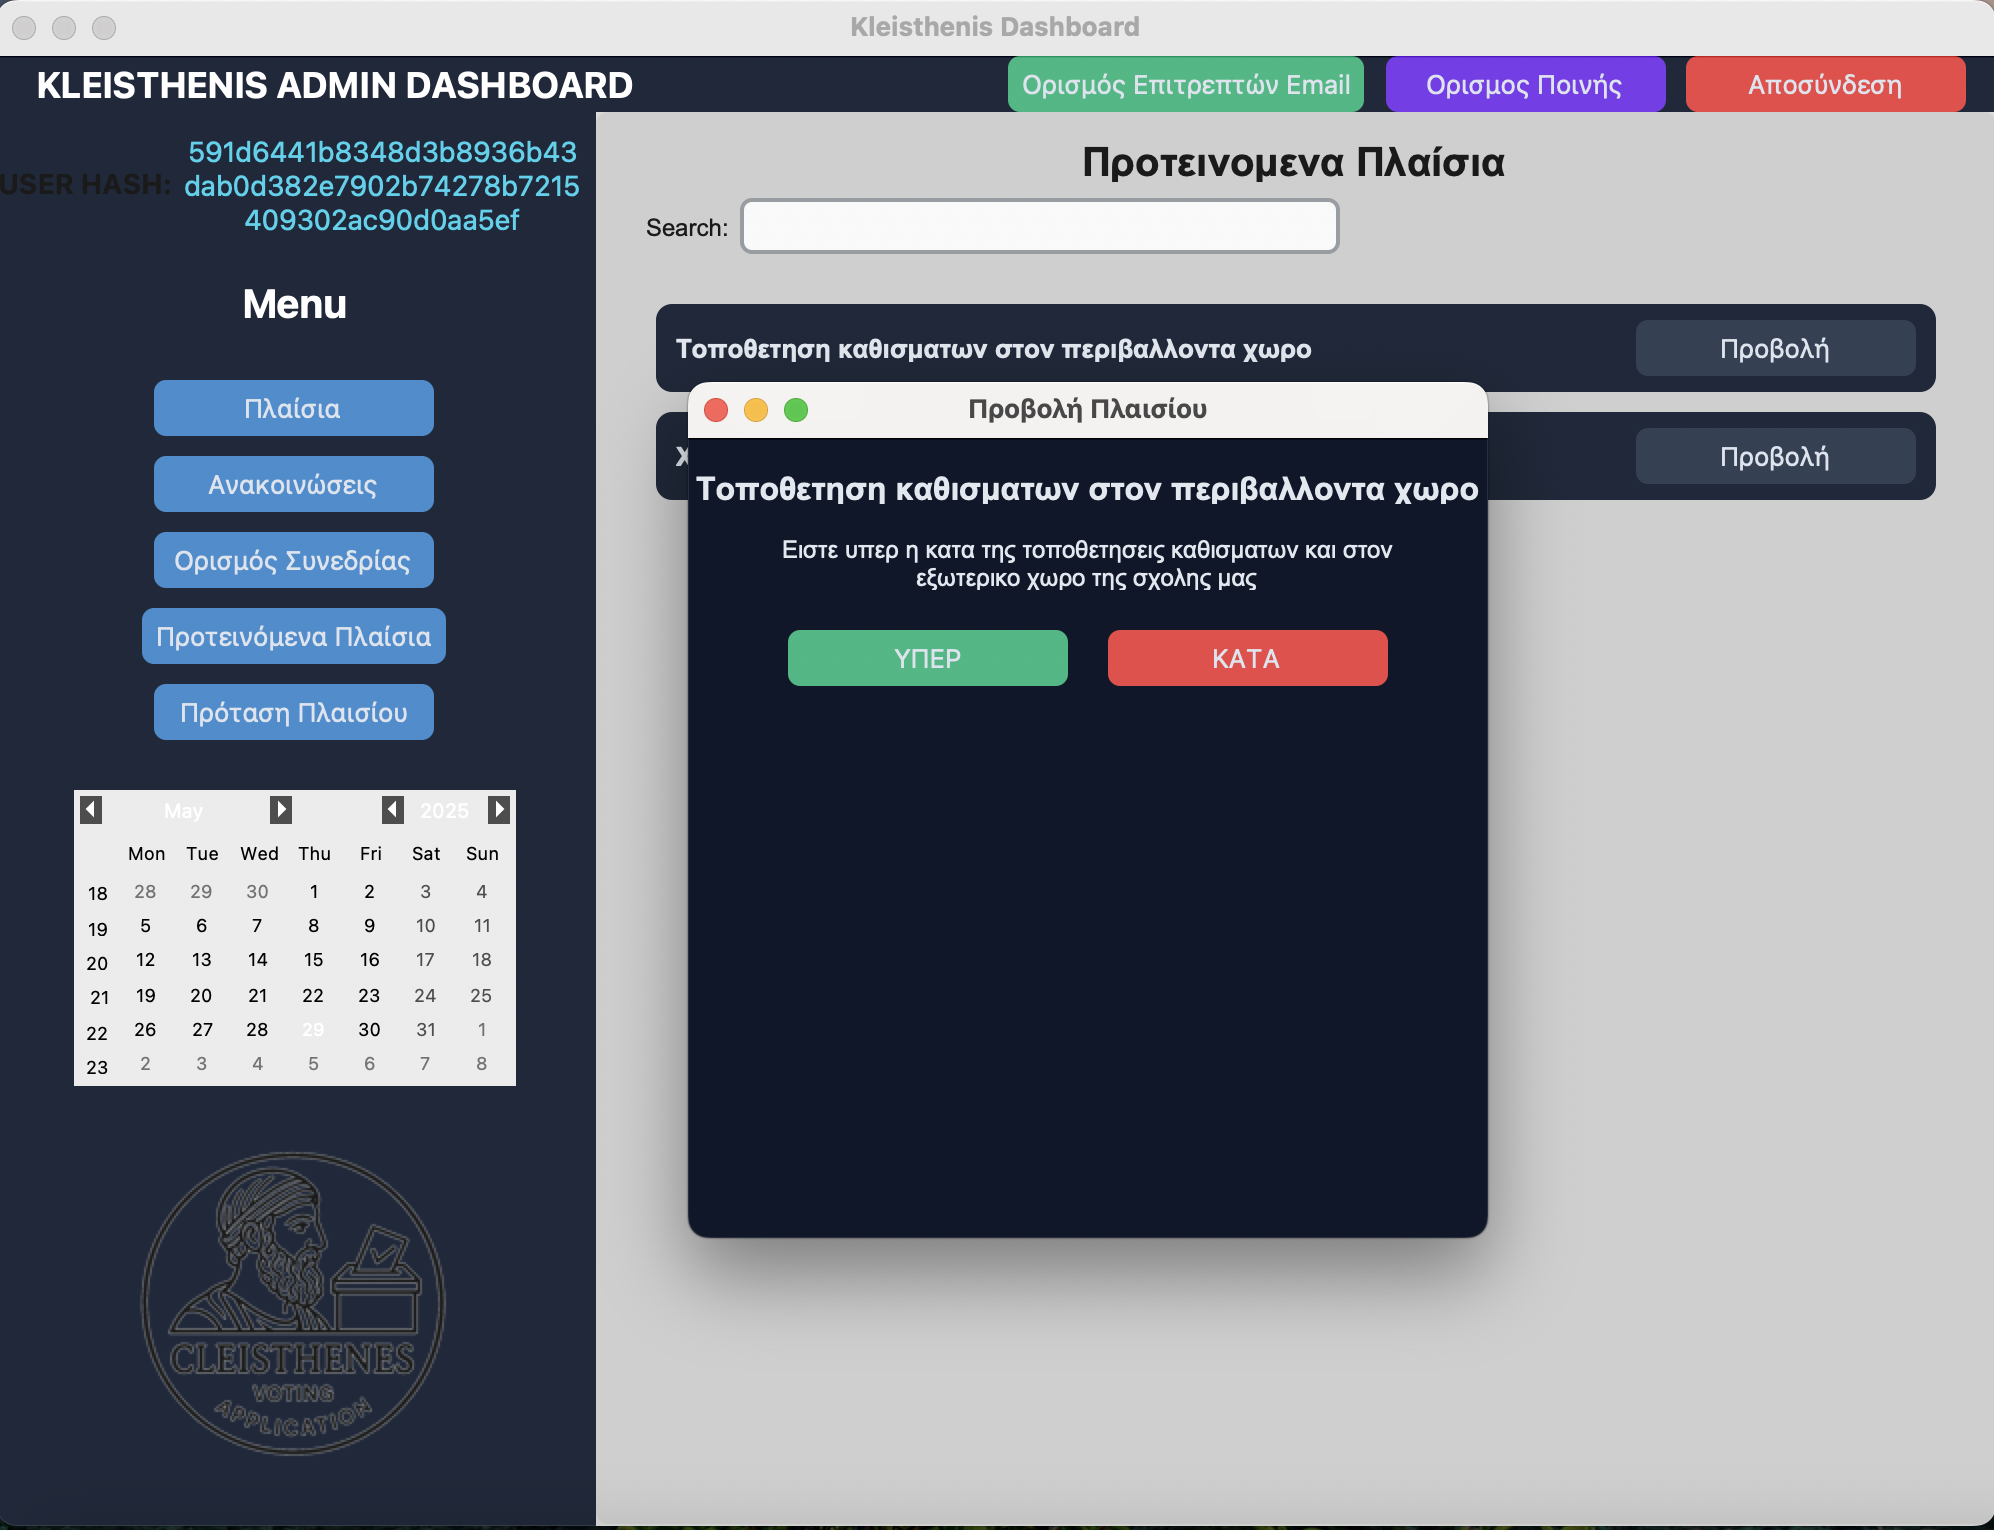 Kleisthenis Dashboard
KLEISTHENIS ADMIN DASHBOARD
Ορισμός Επιτρεπτών Email
Ορισμος Ποινής
Αποσύνδεση
USER HASH:
591d6441b8348d3b8936b43
dab0d382e7902b74278b7215
409302ac90d0aa5ef
Menu
Πλαίσια
Ανακοινώσεις
Ορισμός Συνεδρίας
Προτεινόμενα Πλαίσια
Πρόταση Πλαισίου
May 2025
Mon Tue Wed Thu Fri Sat Sun
18 28 29 30 1 2 3 4
19 5 6 7 8 9 10 11
20 12 13 14 15 16 17 18
21 19 20 21 22 23 24 25
22 26 27 28 29 30 31 1
23 2 3 4 5 6 7 8
CLEISTHENES
VOTING
APPLICATION
Προτεινομενα Πλαίσια
Search:
Τοποθετηση καθισματων στον περιβαλλοντα χωρο
Προβολή
Προβολή
Προβολή Πλαισίου
Τοποθετηση καθισματων στον περιβαλλοντα χωρο
Ειστε υπερ η κατα της τοποθετησεις καθισματων και στον
εξωτερικο χωρο της σχολης μας
ΥΠΕΡ
ΚΑΤΑ